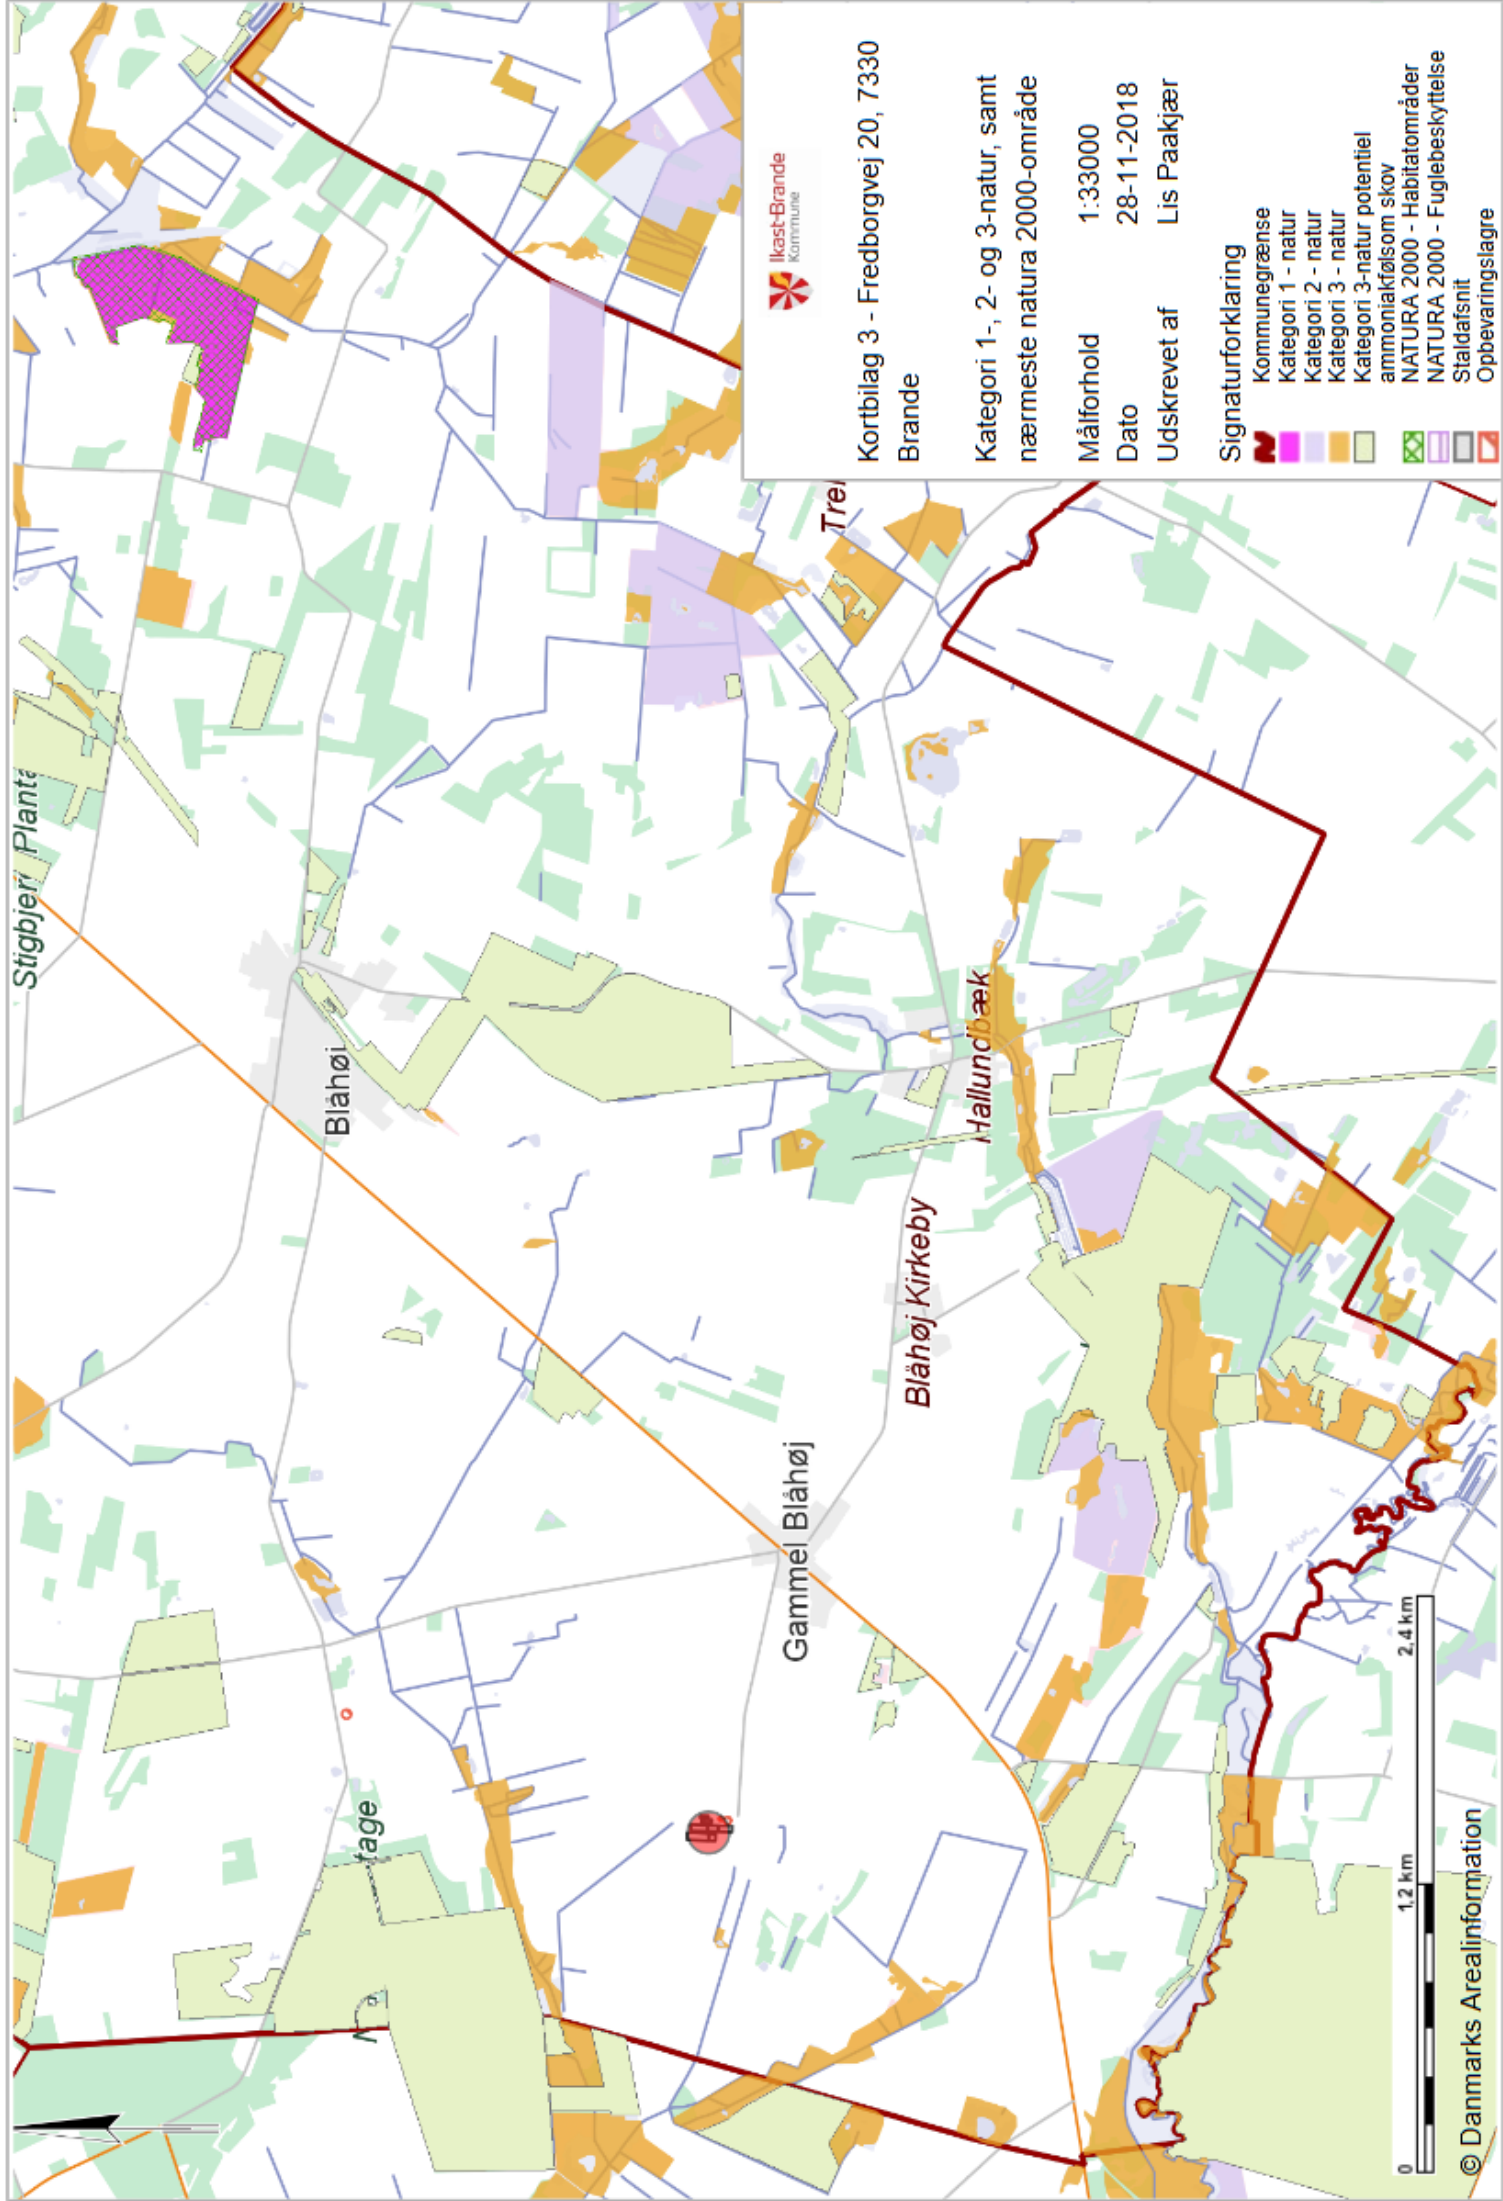 Stigbjerg Planta
Blåhøj
Hallundbæk
Blåhøj Kirkeby
Gammel Blåhøj
tage
Ikast-Brande
Kommune
Kortbilag 3 - Fredborgvej 20, 7330
Brande
Kategori 1-, 2- og 3-natur, samt
nærmeste natura 2000-område
Målforhold 1:33000
Dato 28-11-2018
Udskrevet af Lis Paakjær
Signaturforklaring
Kommunegrænse
Kategori 1 - natur
Kategori 2 - natur
Kategori 3 - natur
Kategori 3-natur potentiel
ammoniakfølsom skov
NATURA 2000 - Habitatområder
NATURA 2000 - Fuglebeskyttelse
Staldafsnit
Opbevaringslagre
0 1,2 km 2,4 km
© Danmarks Arealinformation